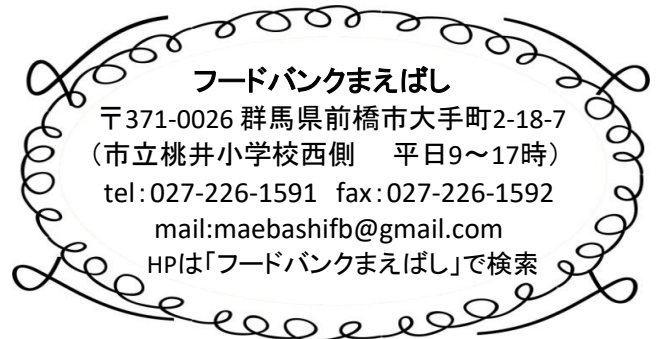 フードバンクまえばし
〒371-0026 群馬県前橋市大手町2-18-7
（市立桃井小学校西側　平日9～17時）
tel：027-226-1591 fax：027-226-1592
mail:maebashifb@gmail.com
HPは「フードバンクまえばし」で検索